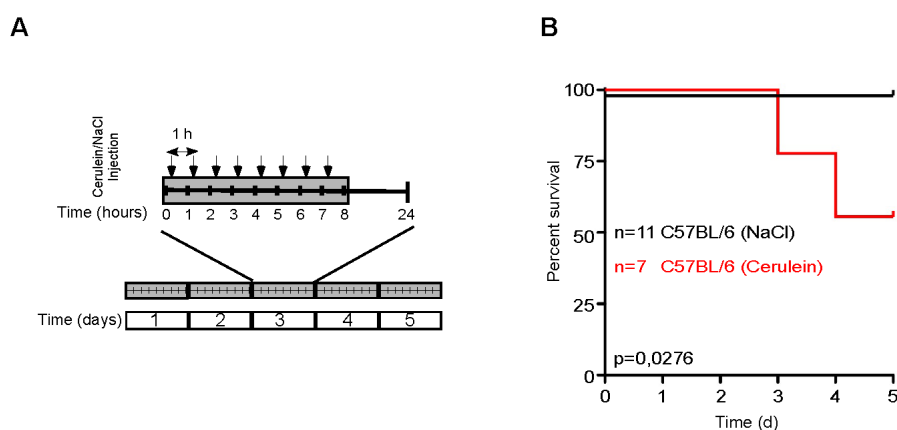 A
Cerulein/NaCl
Injection
1 h
Time (hours)
0 1 2 3 4 5 6 7 8 24
Time (days)
1 2 3 4 5
B
Percent survival
100
75
50
25
0
n=11 C57BL/6 (NaCl)
n=7 C57BL/6 (Cerulein)
p=0,0276
0 1 2 3 4 5
Time (d)